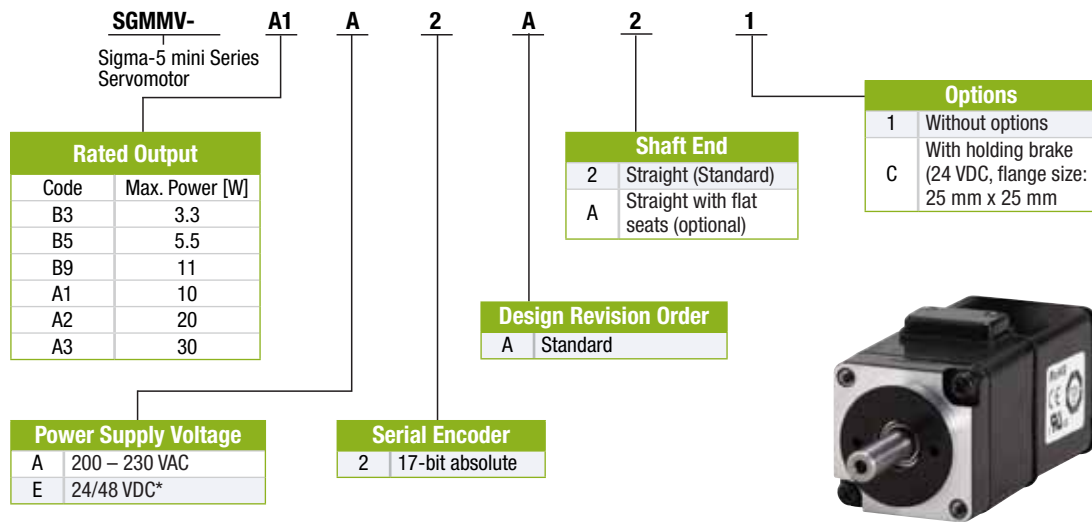 SGMMV- A1 A 2 A 2 1
Sigma-5 mini Series
Servomotor
Rated Output
Code Max. Power [W]
B3 3.3
B5 5.5
B9 11
A1 10
A2 20
A3 30
Power Supply Voltage
A 200 – 230 VAC
E 24/48 VDC*
Serial Encoder
2 17-bit absolute
Design Revision Order
A Standard
Shaft End
2 Straight (Standard)
A Straight with flat
seats (optional)
Options
1 Without options
C With holding brake
(24 VDC, flange size:
25 mm x 25 mm
RoHS
CE